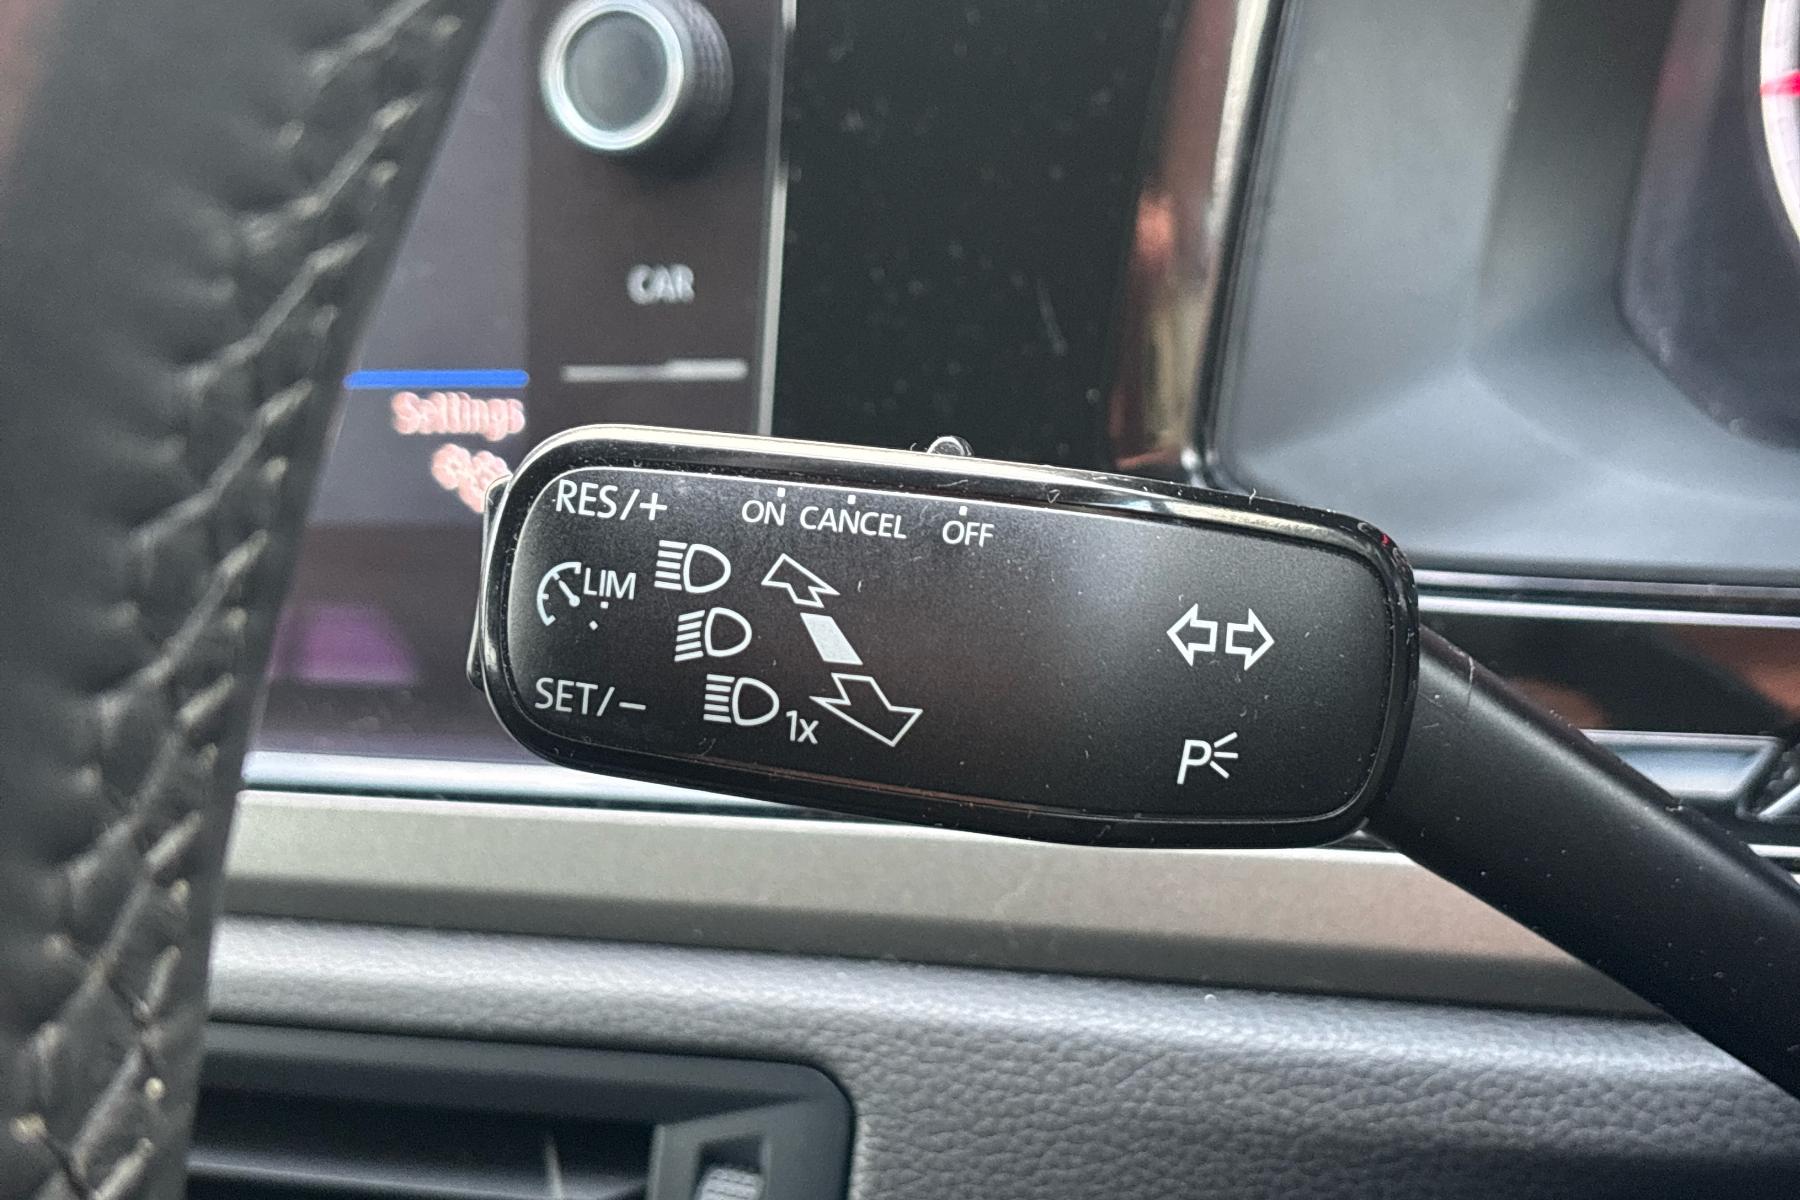 CAR
Settings
RES/+
ON CANCEL OFF
LIM
SET/−
1x
P